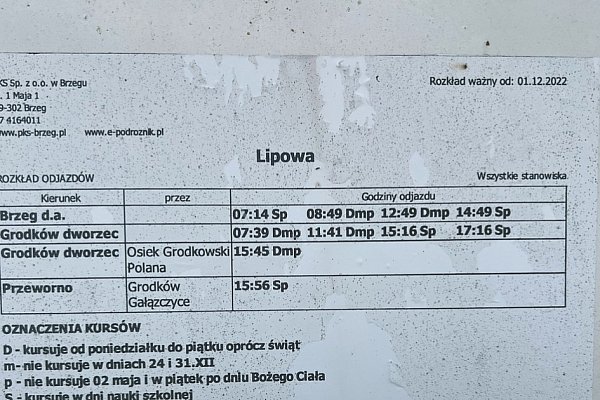 KS Sp. z o.o. w Brzegu
Rozkład ważny od: 01.12.2022
. 1 Maja 1
9-302 Brzeg
7 4164011
www.pks-brzeg.pl www.e-podroznik.pl
Lipowa
ROZKŁAD ODJAZDÓW Wszystkie stanowiska
Kierunek przez Godziny odjazdu
Brzeg d.a. 07:14 Sp 08:49 Dmp 12:49 Dmp 14:49 Sp
Grodków dworzec 07:39 Dmp 11:41 Dmp 15:16 Sp 17:16 Sp
Grodków dworzec Osiek Grodkowski 15:45 Dmp
Polana
Przeworno Grodków 15:56 Sp
Gałązczyce
OZNACZENIA KURSÓW
D - kursuje od poniedziałku do piątku oprócz świąt
m- nie kursuje w dniach 24 i 31.XII
p - nie kursuje 02 maja i w piątek po dniu Bożego Ciała
S - kursuje w dni nauki szkolnej